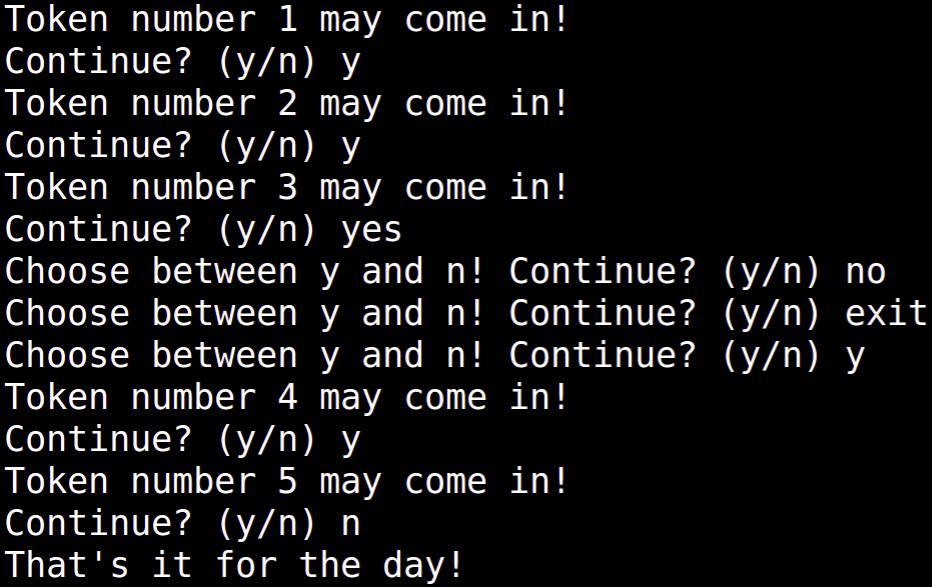 Token number 1 may come in!
Continue? (y/n) y
Token number 2 may come in!
Continue? (y/n) y
Token number 3 may come in!
Continue? (y/n) yes
Choose between y and n! Continue? (y/n) no
Choose between y and n! Continue? (y/n) exit
Choose between y and n! Continue? (y/n) y
Token number 4 may come in!
Continue? (y/n) y
Token number 5 may come in!
Continue? (y/n) n
That's it for the day!